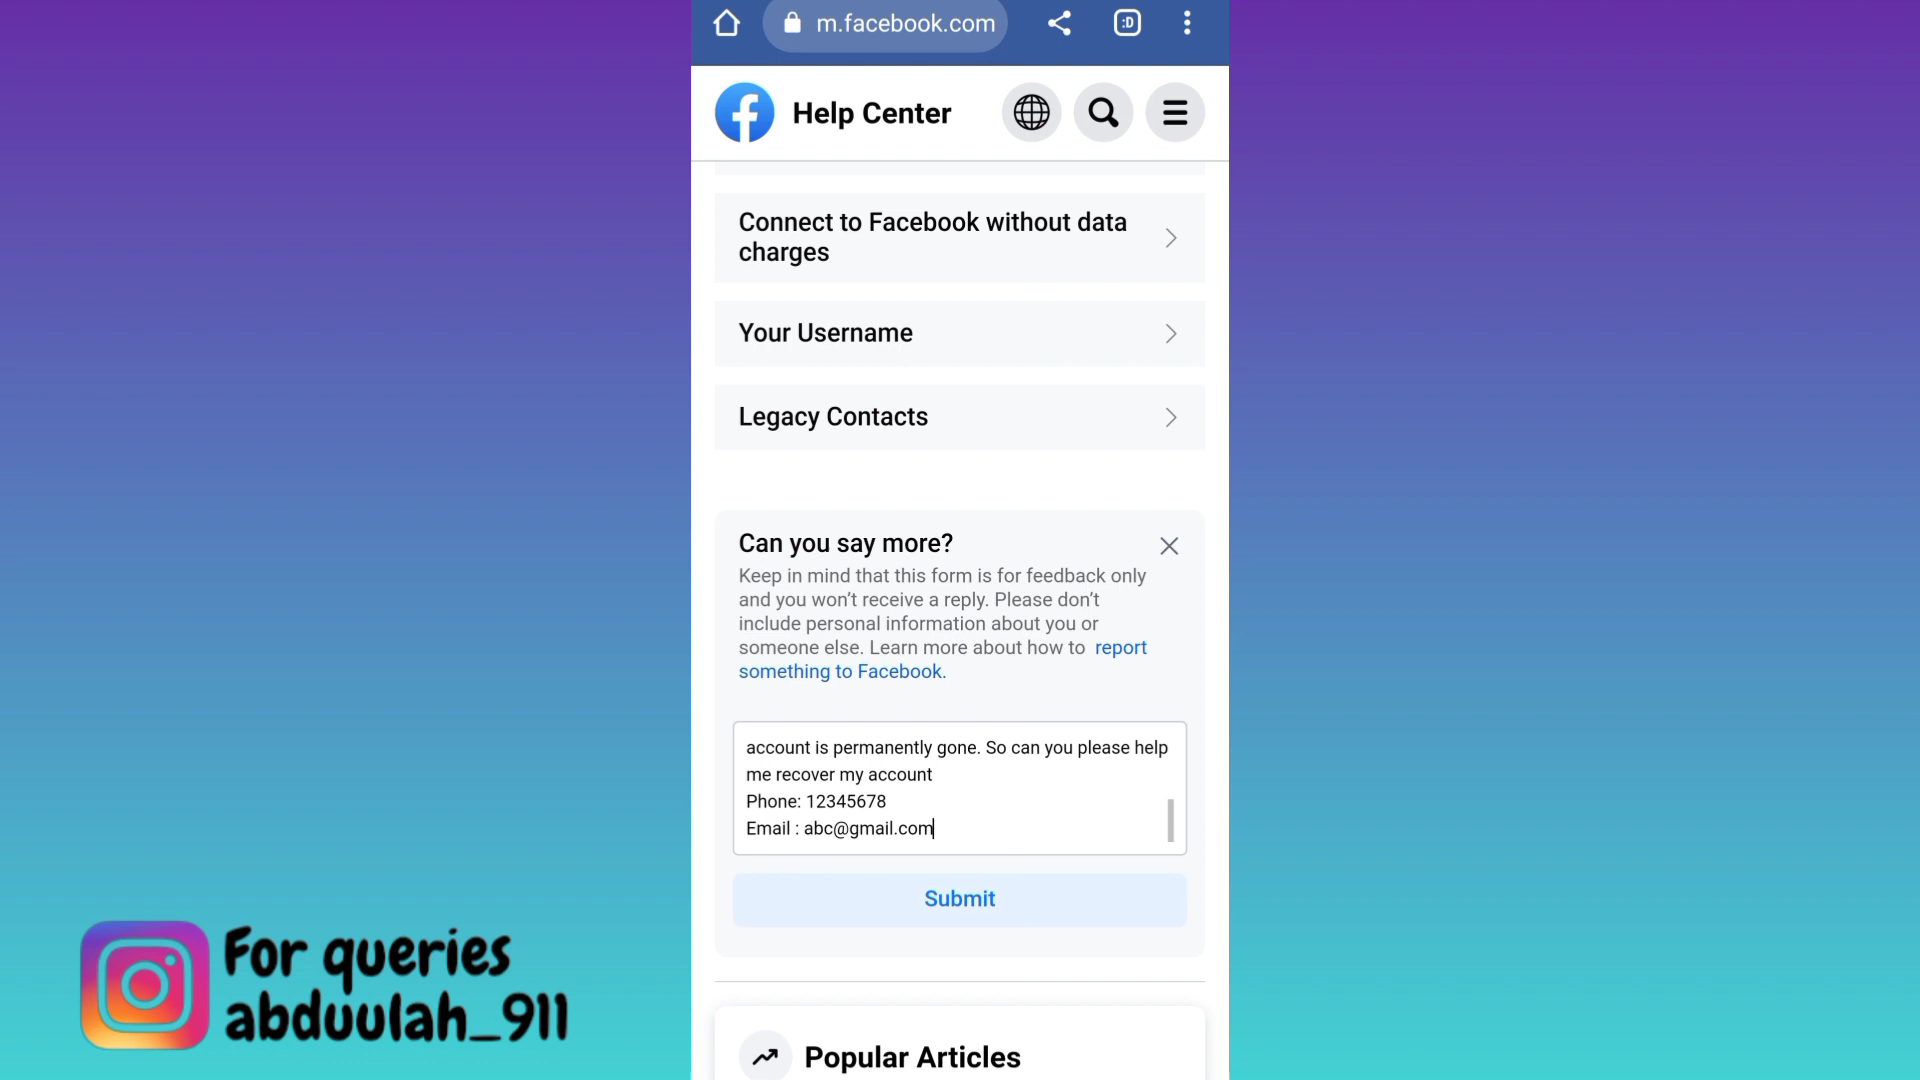 m.facebook.com
:D
Help Center
Connect to Facebook without data
charges
Your Username
Legacy Contacts
Can you say more?
Keep in mind that this form is for feedback only
and you won’t receive a reply. Please don’t
include personal information about you or
someone else. Learn more about how to report
something to Facebook.
account is permanently gone. So can you please help
me recover my account
Phone: 12345678
Email : abc@gmail.com
Submit
For queries
abduulah_911
Popular Articles